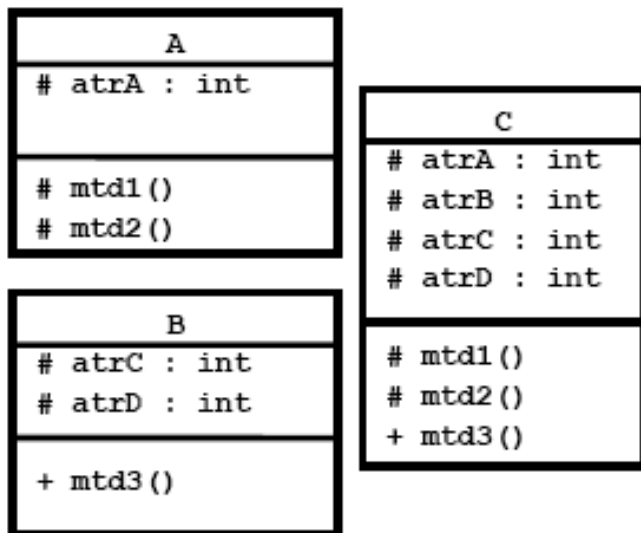 A
# atrA : int
# mtd1()
# mtd2()
B
# atrC : int
# atrD : int
+ mtd3()
C
# atrA : int
# atrB : int
# atrC : int
# atrD : int
# mtd1()
# mtd2()
+ mtd3()